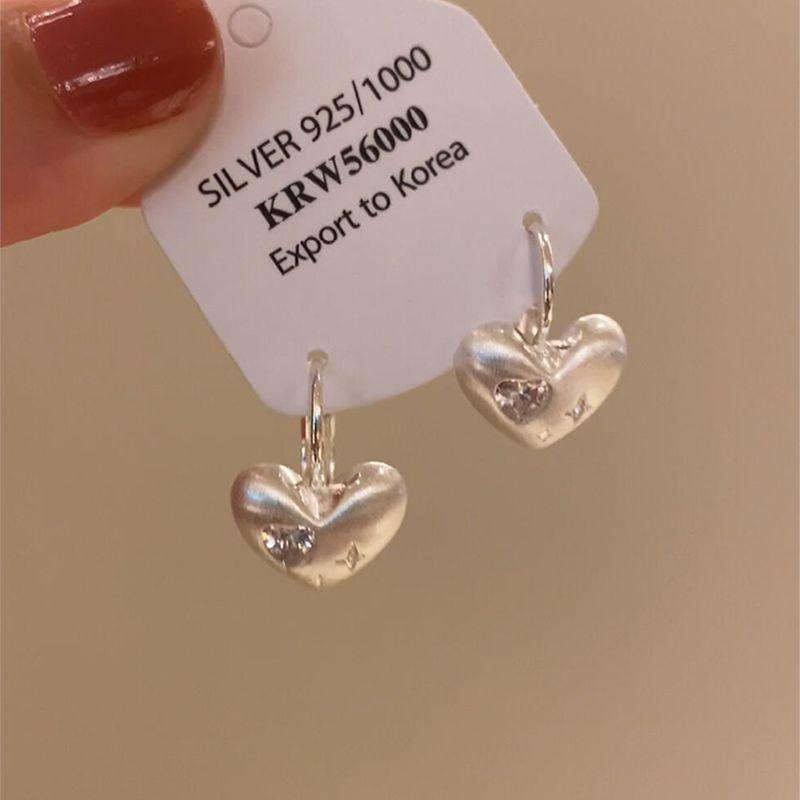 SILVER 925/1000
KRW56000
Export to Korea